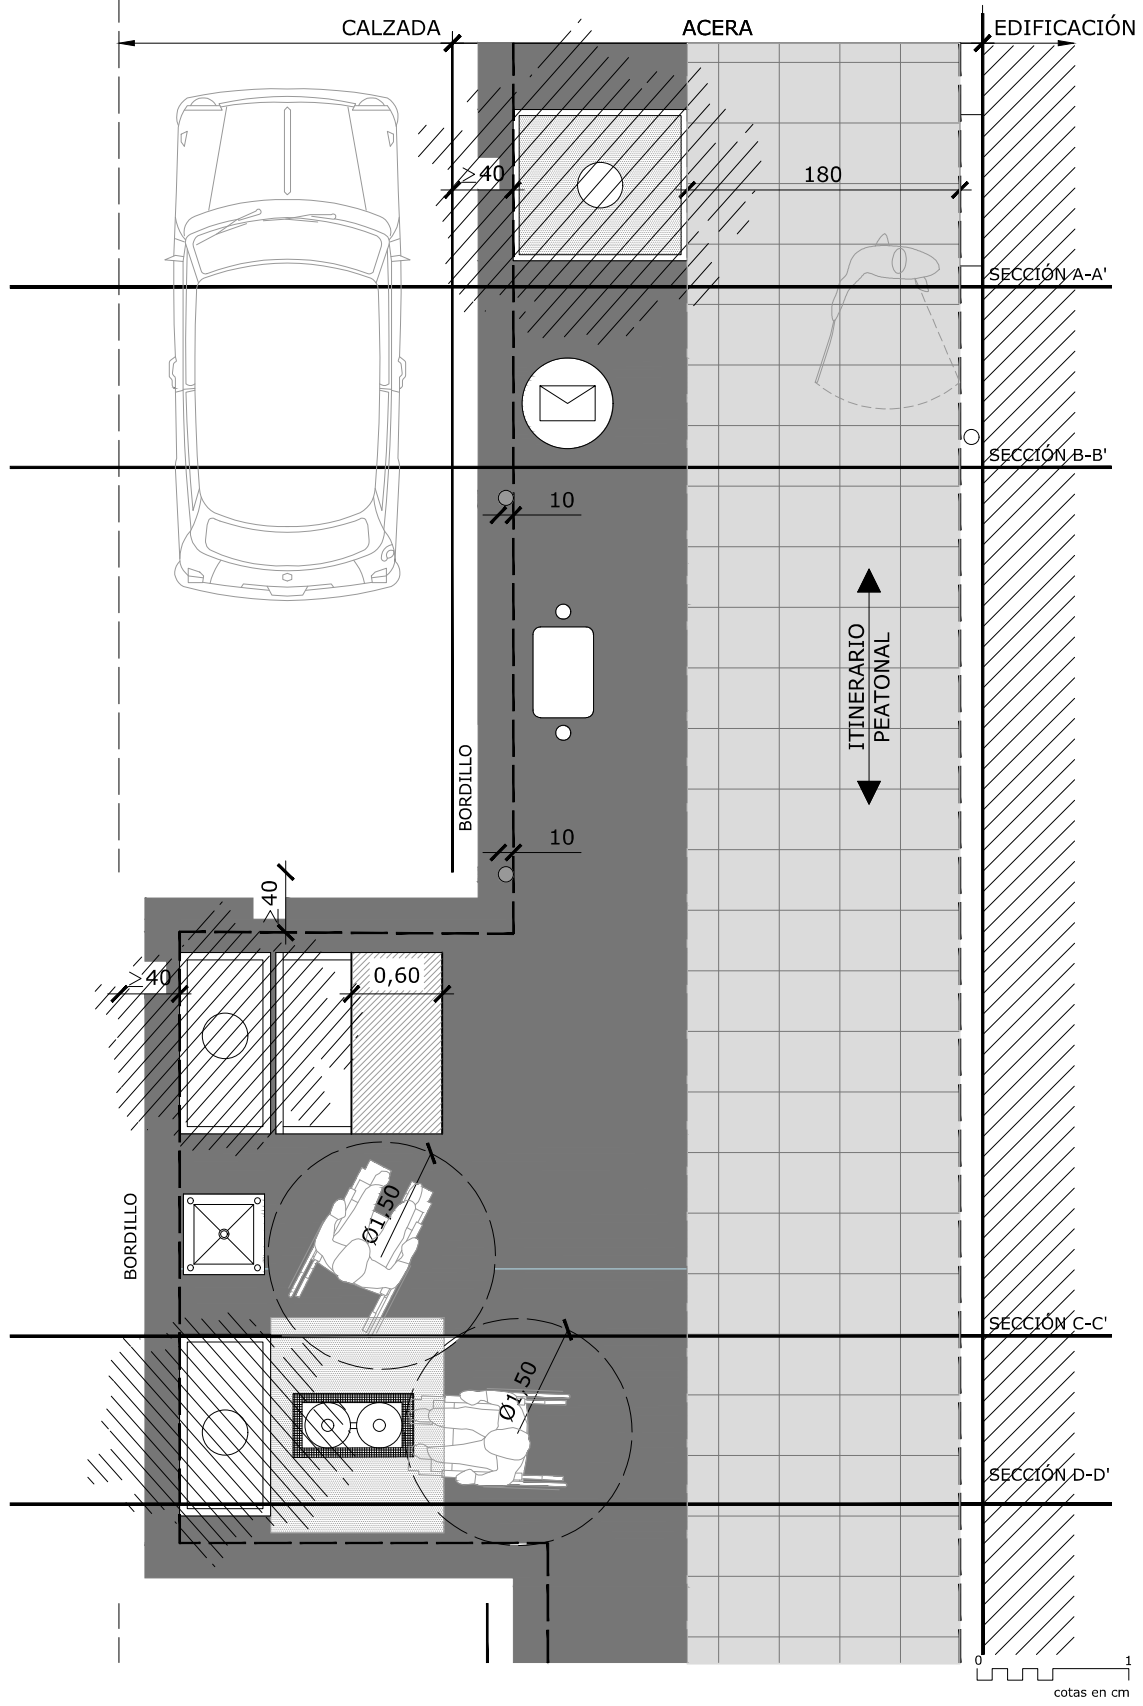 CALZADA
ACERA
EDIFICACIÓN
≥40
180
SECCIÓN A-A'
SECCIÓN B-B'
10
ITINERARIO
PEATONAL
BORDILLO
10
≥40
≥40
0,60
BORDILLO
Ø1,50
SECCIÓN C-C'
Ø1,50
SECCIÓN D-D'
0 1
cotas en cm